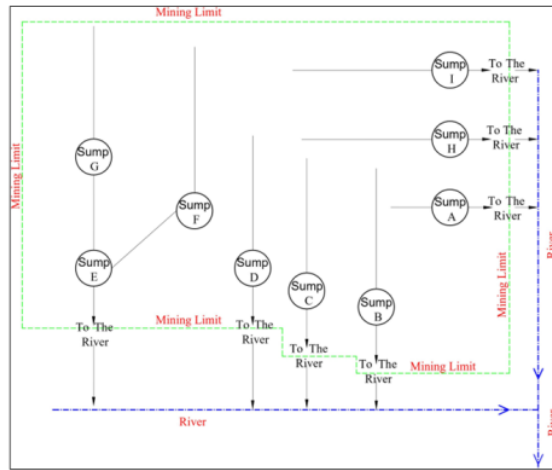 Mining Limit
Sump
I
To The
River
Sump
H
To The
River
Sump
G
Mining Limit
Sump
F
Sump
A
To The
River
River
Sump
E
Sump
D
Sump
C
Sump
B
Mining Limit
To The
River
Mining Limit
To The
River
To The
River
To The
River
Mining Limit
River
River